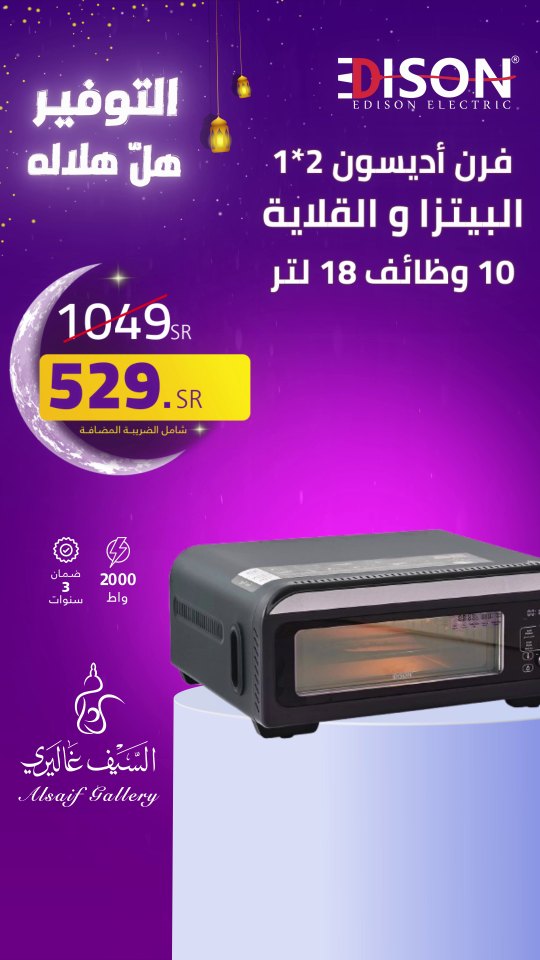 EDISON®
EDISON ELECTRIC
التوفير
هلّ هلاله
فرن أديسون 2*1
البيتزا و القلاية
10 وظائف 18 لتر
1049SR
529.SR
شامل الضريبة المضافة
2000
واط
ضمان
3
سنوات
EDISON
السَّيْف غاليري
Alsaif Gallery